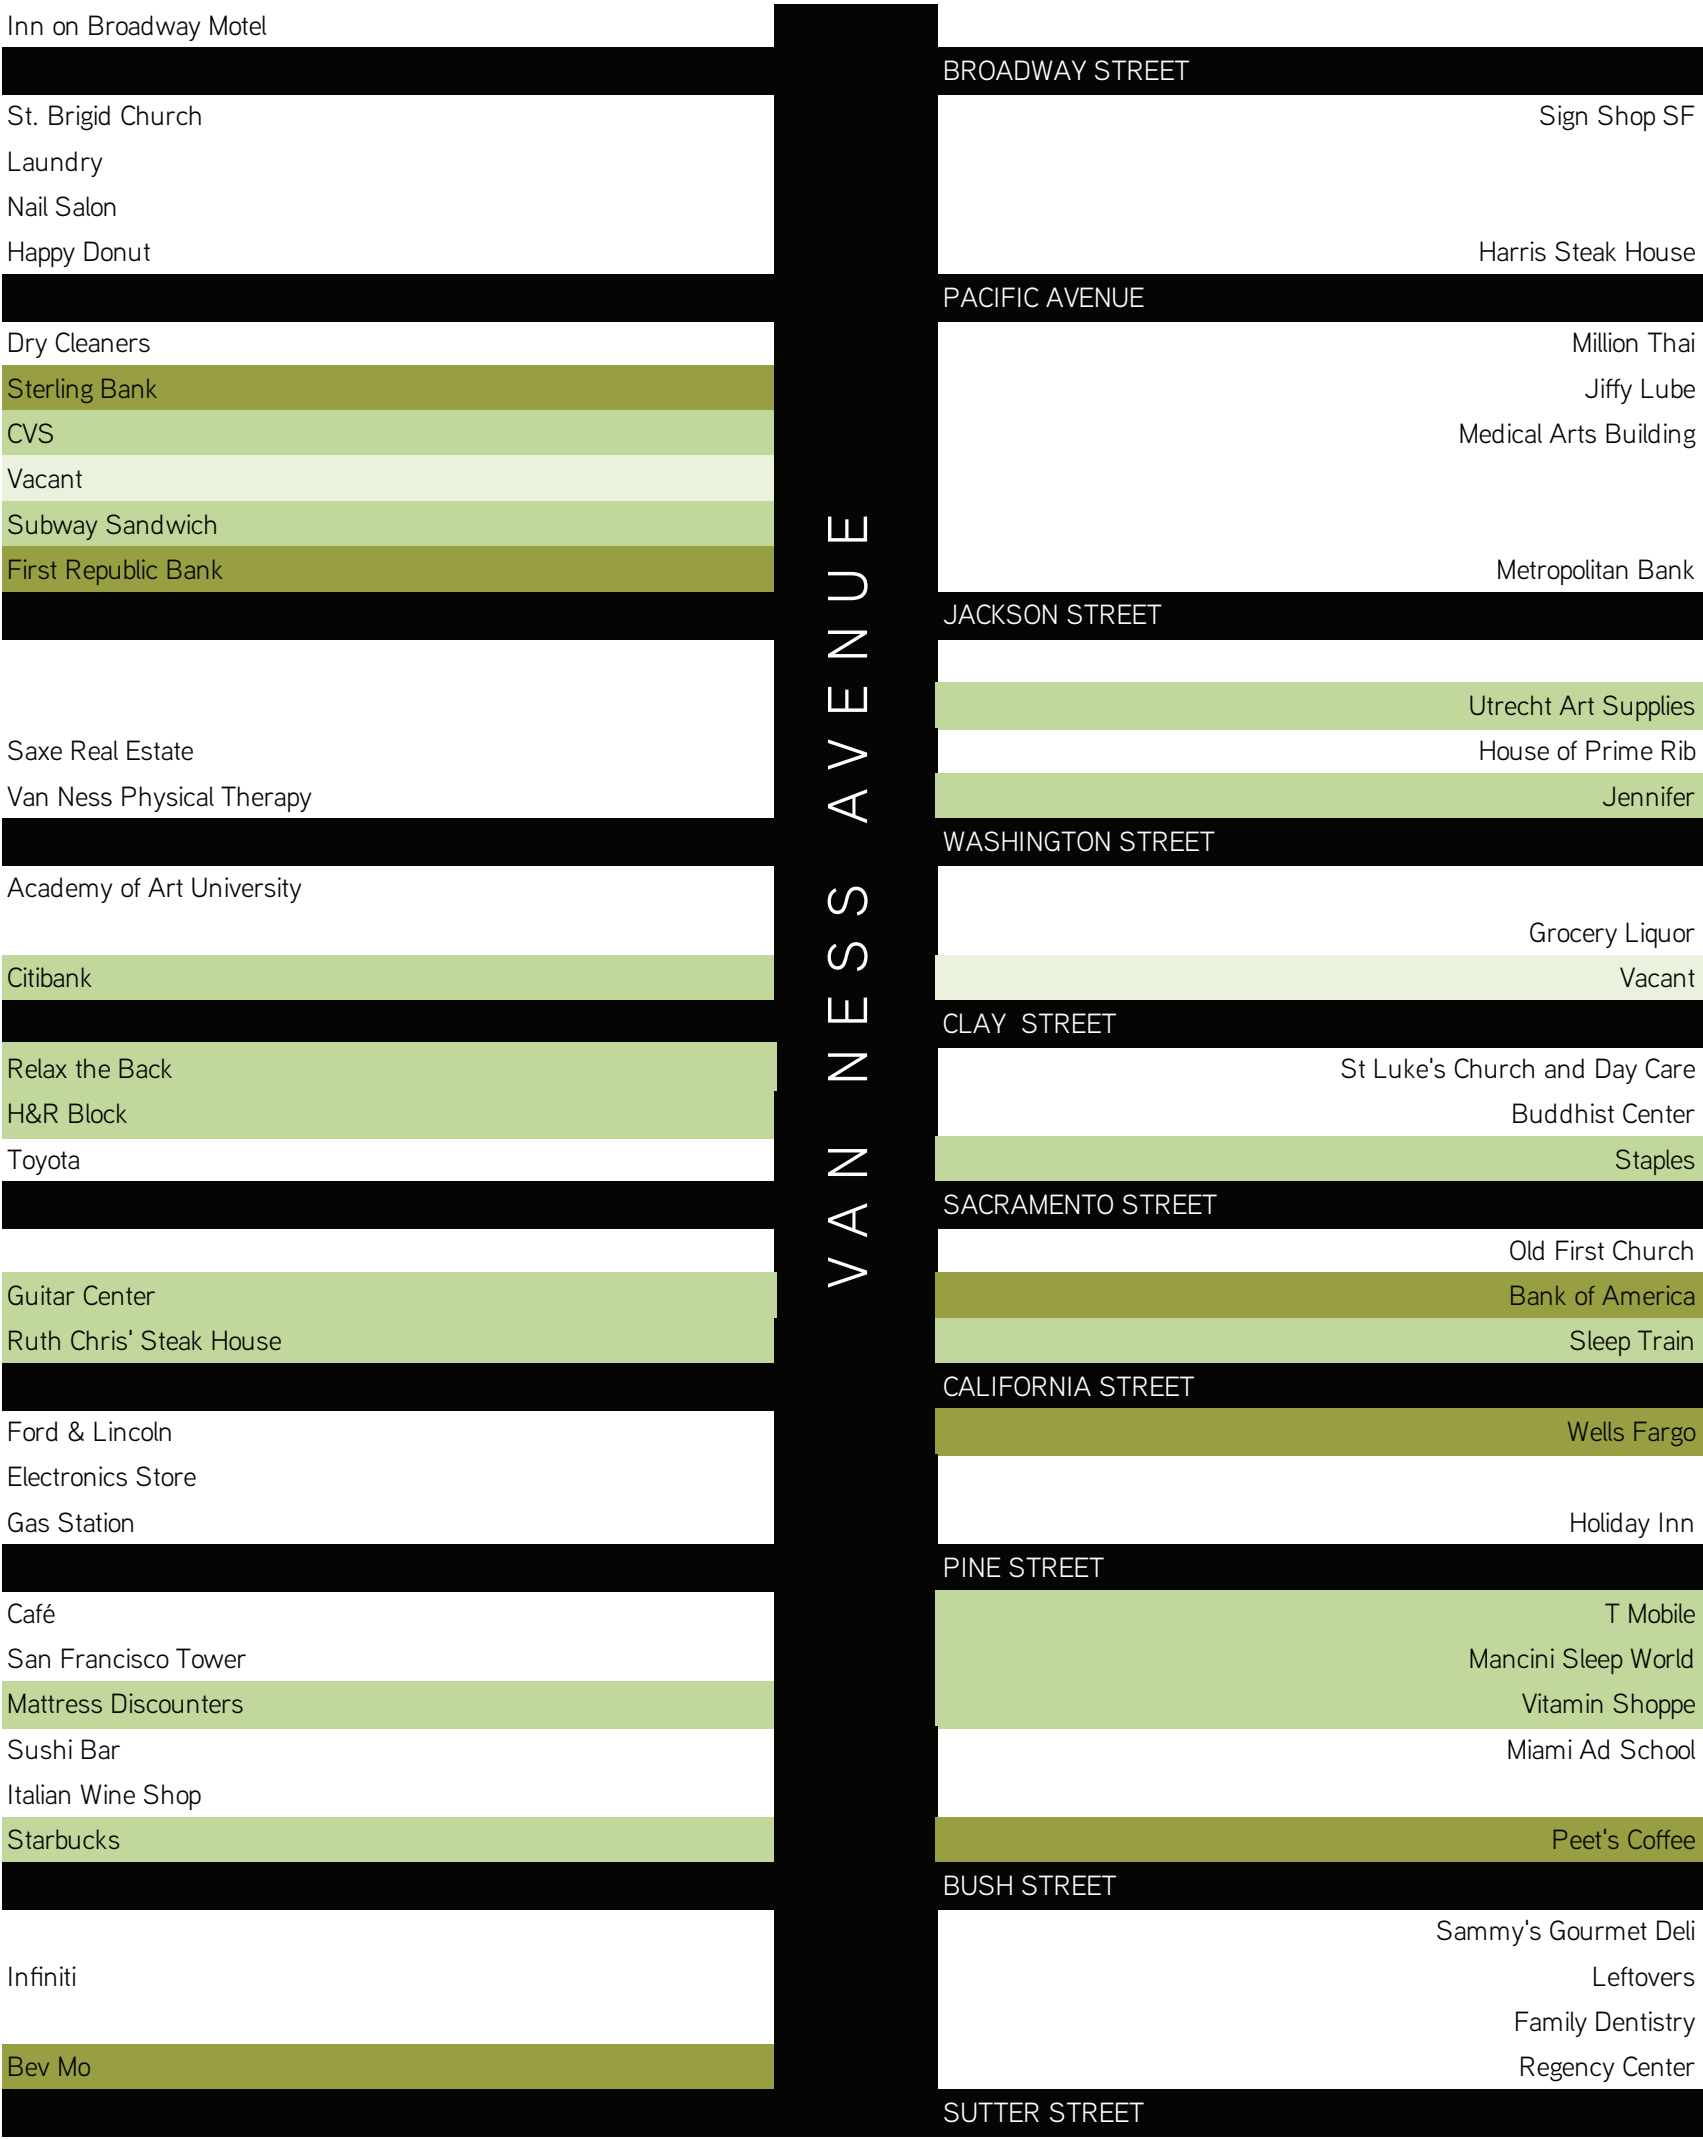 Inn on Broadway Motel
BROADWAY STREET
St. Brigid Church
Sign Shop SF
Laundry
Nail Salon
Happy Donut
Harris Steak House
PACIFIC AVENUE
Dry Cleaners
Million Thai
Sterling Bank
Jiffy Lube
CVS
Medical Arts Building
Vacant
Subway Sandwich
First Republic Bank
Metropolitan Bank
JACKSON STREET
Utrecht Art Supplies
Saxe Real Estate
House of Prime Rib
Van Ness Physical Therapy
Jennifer
WASHINGTON STREET
Academy of Art University
Grocery Liquor
Citibank
Vacant
CLAY STREET
Relax the Back
St Luke's Church and Day Care
H&R Block
Buddhist Center
Toyota
Staples
SACRAMENTO STREET
Old First Church
Guitar Center
Bank of America
Ruth Chris' Steak House
Sleep Train
CALIFORNIA STREET
Ford & Lincoln
Wells Fargo
Electronics Store
Gas Station
Holiday Inn
PINE STREET
Café
T Mobile
San Francisco Tower
Mancini Sleep World
Mattress Discounters
Vitamin Shoppe
Sushi Bar
Miami Ad School
Italian Wine Shop
Starbucks
Peet's Coffee
BUSH STREET
Sammy's Gourmet Deli
Infiniti
Leftovers
Family Dentistry
Bev Mo
Regency Center
SUTTER STREET
VAN NESS AVENUE